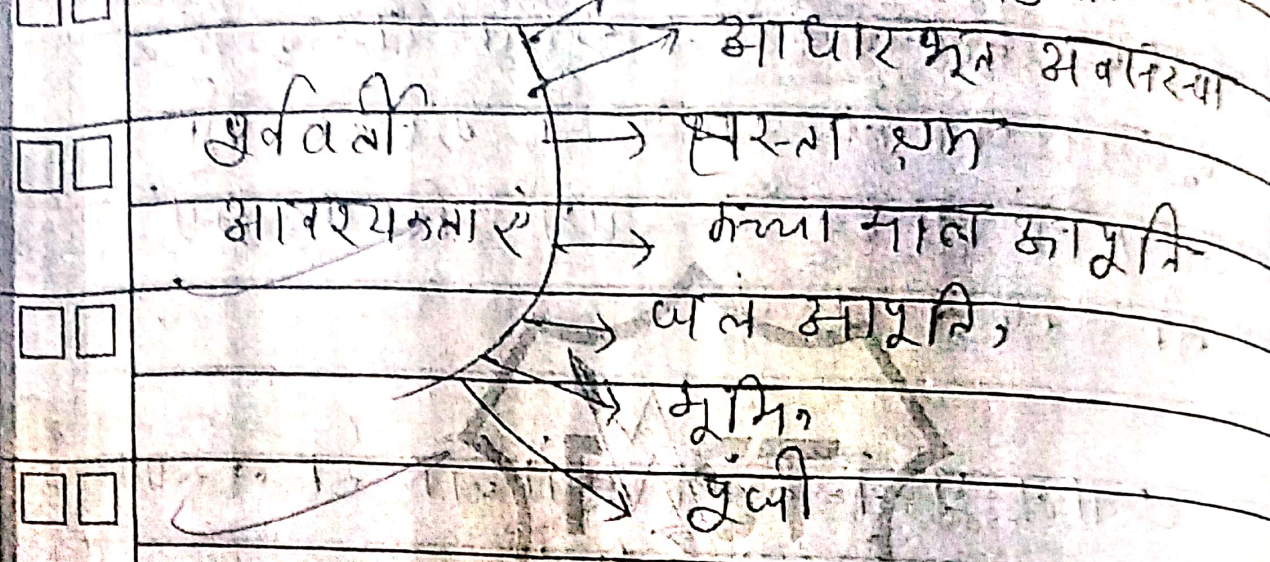 आधारभूत अवसंरचना
पूर्ववर्ती → सस्ता श्रम
आवश्यकताएं → कच्चा माल आपूर्ति
→ जल आपूर्ति,
भूमि,
पूंजी